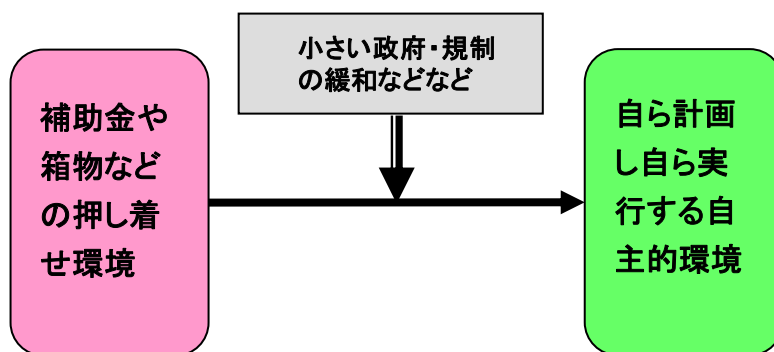 小さい政府・規制
の緩和などなど
補助金や
箱物など
の押し着
せ環境
自ら計画
し自ら実
行する自
主的環境